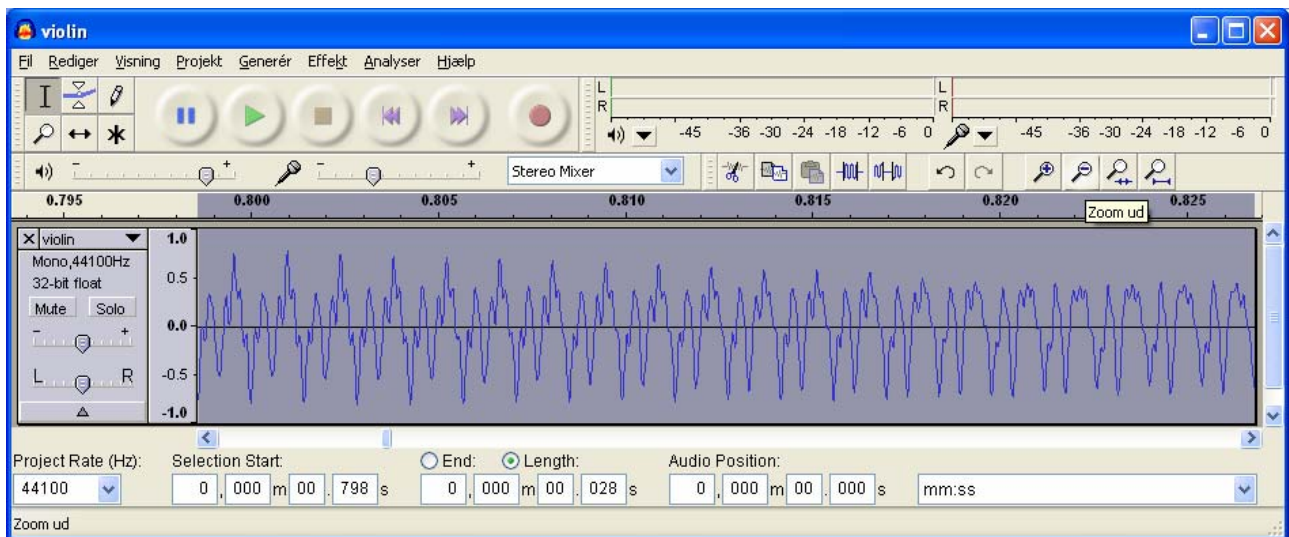 violin
Fil Rediger Visning Projekt Generér Effekt Analyser Hjælp
L
R
-45 -36 -30 -24 -18 -12 -6 0
L
R
-45 -36 -30 -24 -18 -12 -6 0
- +
- +
Stereo Mixer
0.795 0.800 0.805 0.810 0.815 0.820 0.825
Zoom ud
violin
Mono,44100Hz
32-bit float
Mute Solo
- +
L R
1.0
0.5
0.0
-0.5
-1.0
Project Rate (Hz): Selection Start: End: Length: Audio Position:
44100 0 , 000 m 00 . 798 s 0 , 000 m 00 . 028 s 0 , 000 m 00 . 000 s mm:ss
Zoom ud